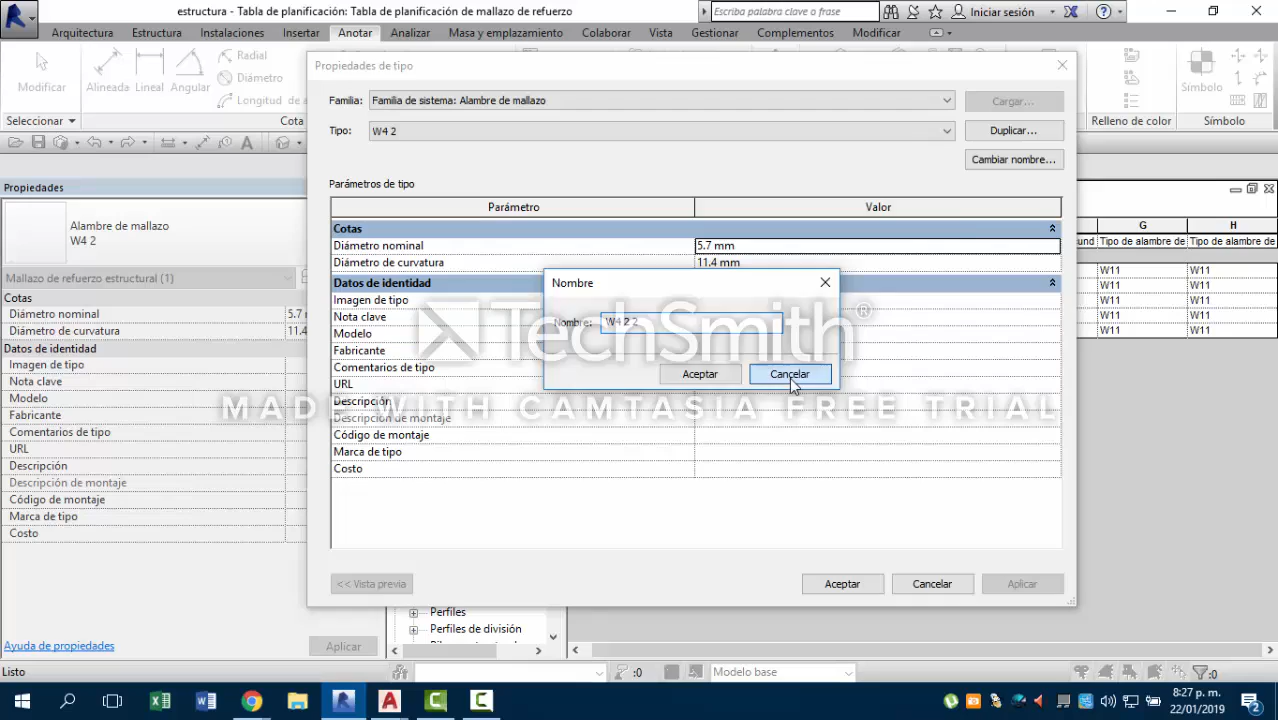 estructura - Tabla de planificación: Tabla de planificación de mallazo de refuerzo
Escriba palabra clave o frase
Iniciar sesión
Arquitectura Estructura Instalaciones Insertar Anotar Analizar Masa y emplazamiento Colaborar Vista Gestionar Complementos Modificar
Modificar
Alineada Lineal Angular
Radial
Diámetro
Longitud de a
Símbolo
Seleccionar
Cota
Relleno de color
Símbolo
Propiedades
Alambre de mallazo
W4 2
Mallazo de refuerzo estructural (1)
Cotas
Diámetro nominal 5.7 m
Diámetro de curvatura 11.4
Datos de identidad
Imagen de tipo
Nota clave
Modelo
Fabricante
Comentarios de tipo
URL
Descripción
Descripción de montaje
Código de montaje
Marca de tipo
Costo
Ayuda de propiedades
Aplicar
Propiedades de tipo
Familia: Familia de sistema: Alambre de mallazo
Cargar...
Tipo: W4 2
Duplicar...
Cambiar nombre...
Parámetros de tipo
Parámetro Valor
Cotas
Diámetro nominal 5.7 mm
Diámetro de curvatura 11.4 mm
Datos de identidad
Imagen de tipo
Nota clave
Modelo
Fabricante
Comentarios de tipo
URL
Descripción
Descripción de montaje
Código de montaje
Marca de tipo
Costo
<< Vista previa
Aceptar Cancelar Aplicar
Nombre
Nombre: W4 2 2
Aceptar Cancelar
TechSmith®
MADE WITH CAMTASIA FREE TRIAL
G H
und Tipo de alambre de Tipo de alambre de
W11 W11
W11 W11
W11 W11
W11 W11
W11 W11
Perfiles
Perfiles de división
Listo
:0
Modelo base
:0
8:27 p. m.
22/01/2019
2